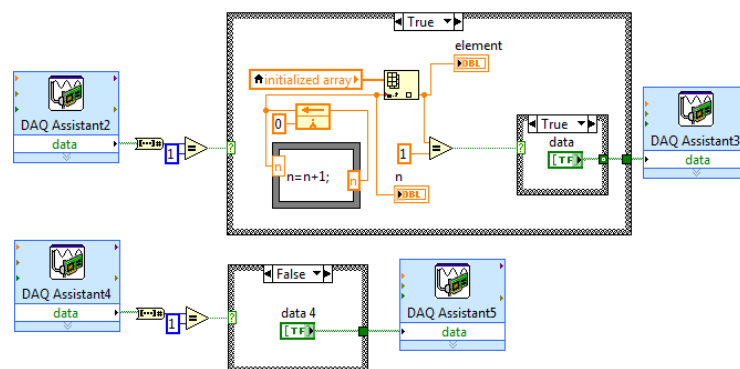 True
element
initialized array
DBL
DAQ Assistant2
data
0
1
n
n=n+1;
n
1
n
DBL
True
data
TF
DAQ Assistant3
data
DAQ Assistant4
data
1
False
data 4
TF
DAQ Assistant5
data